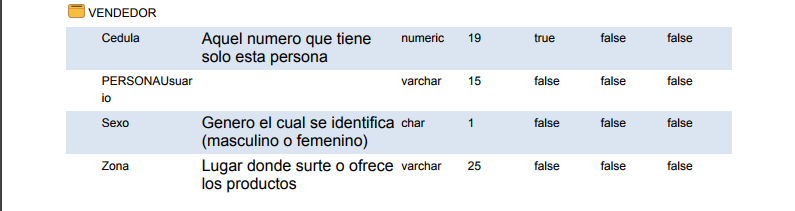 VENDEDOR
Cedula Aquel numero que tiene solo esta persona numeric 19 true false false
PERSONAUsuar
io varchar 15 false false false
Sexo Genero el cual se identifica (masculino o femenino) char 1 false false false
Zona Lugar donde surte o ofrece los productos varchar 25 false false false